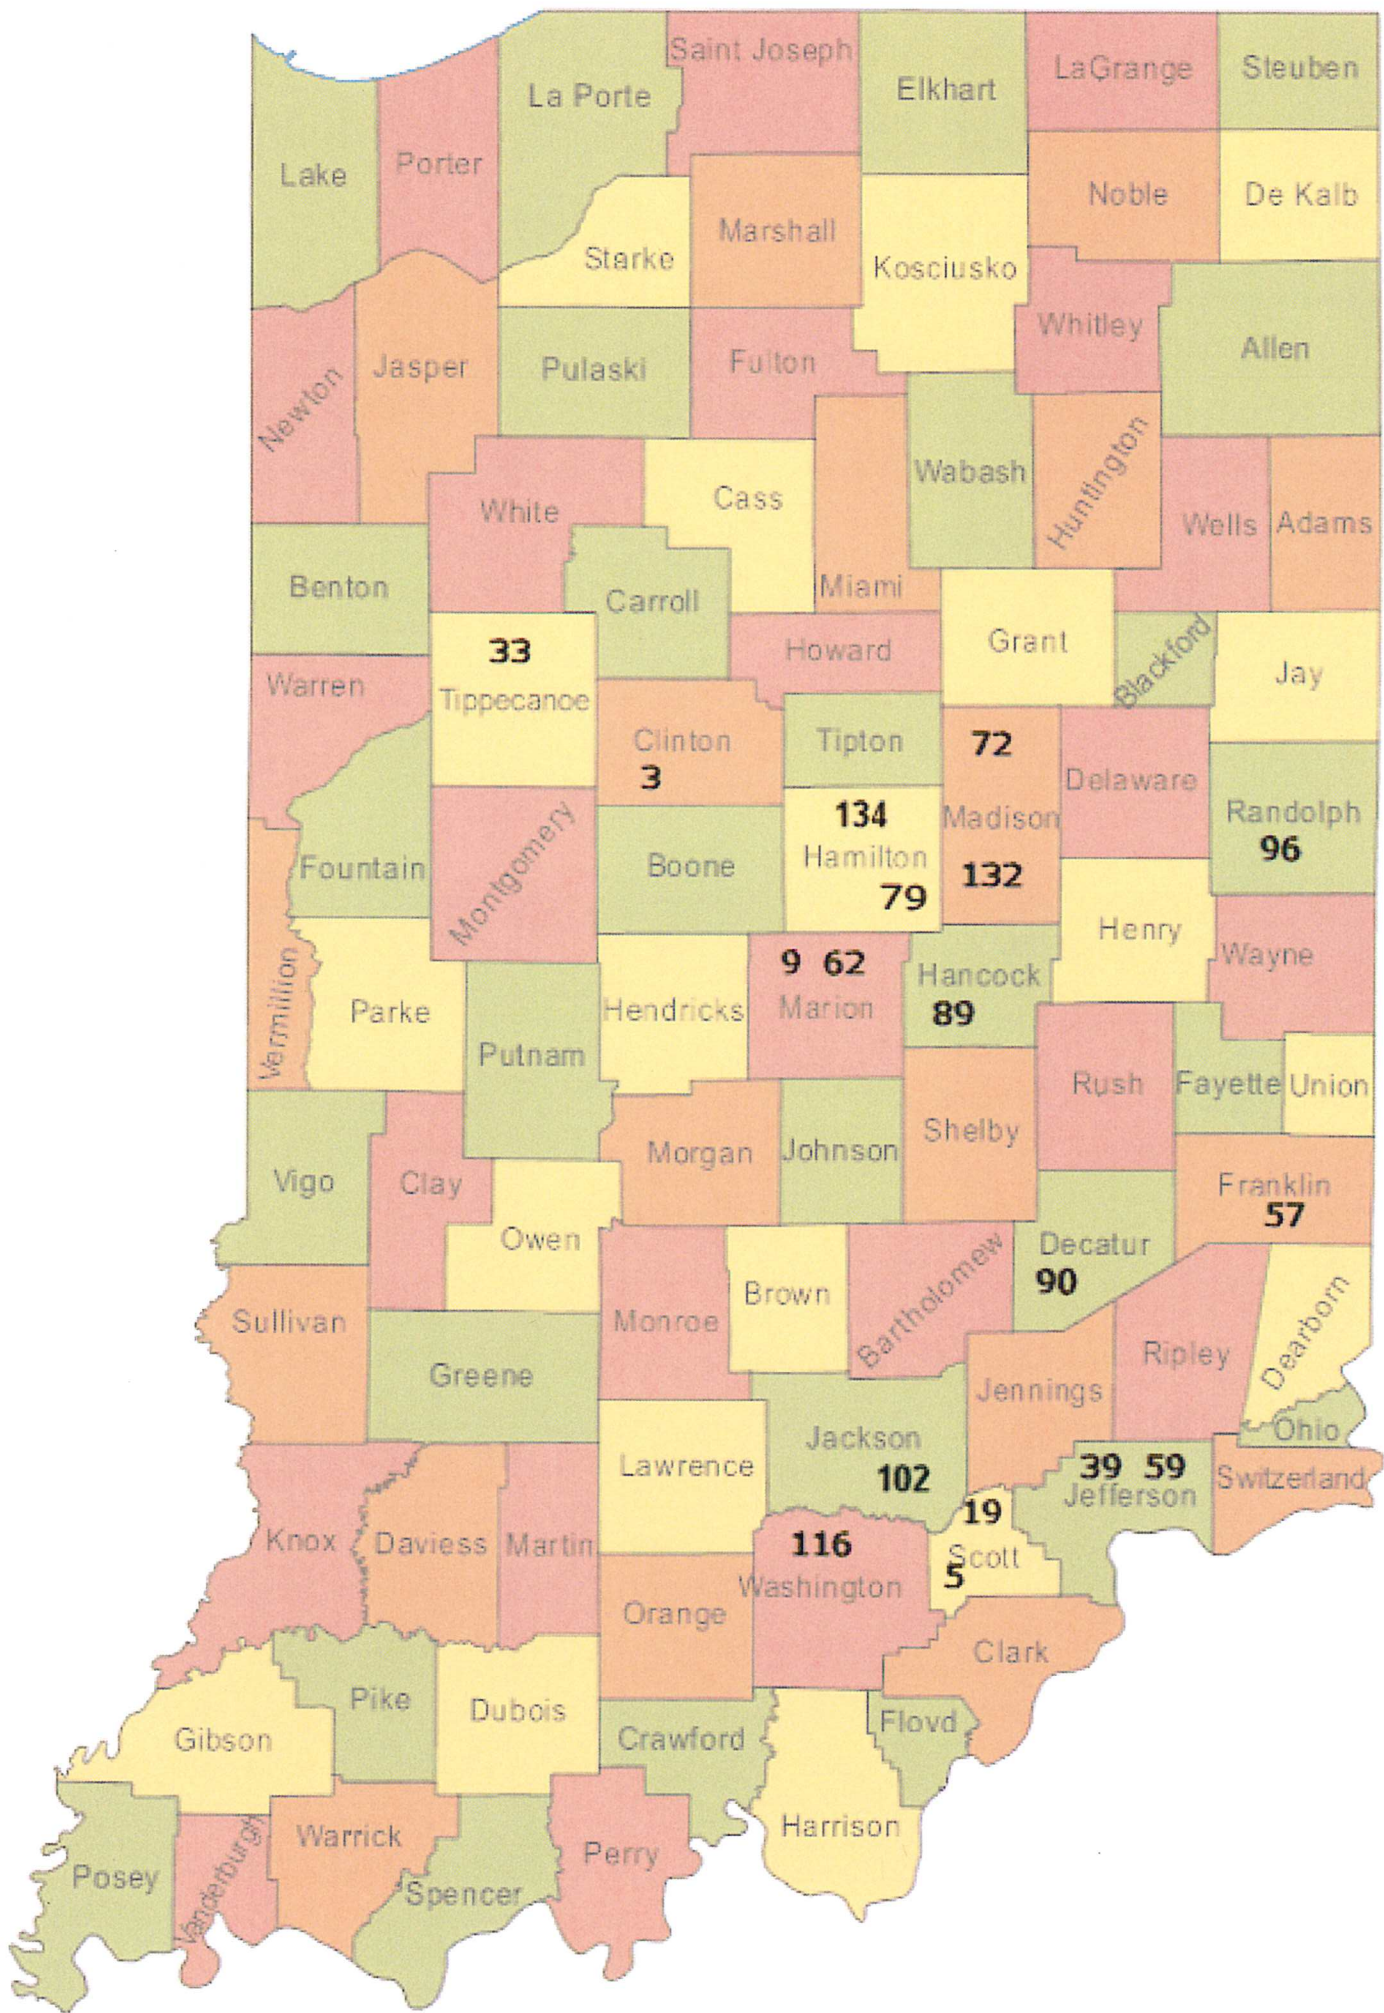 Saint Joseph
LaGrange
Steuben
La Porte
Elkhart
Lake
Porter
Noble
De Kalb
Marshall
Starke
Kosciusko
Whitley
Allen
Jasper
Pulaski
Fulton
Newton
Wabash
Huntington
White
Cass
Wells
Adams
Benton
Carroll
Miami
Grant
Blackford
33
Howard
Jay
Warren
Tippecanoe
Clinton
3
Tipton
72
Delaware
134
Madison
Randolph
96
Fountain
Montgomery
Boone
Hamilton
79
132
Henry
Wayne
9 62
Hancock
89
Vermillion
Parke
Hendricks
Marion
Putnam
Rush
Fayette
Union
Morgan
Johnson
Shelby
Vigo
Clay
Franklin
57
Owen
Decatur
90
Brown
Bartholomew
Sullivan
Monroe
Ripley
Dearborn
Greene
Jennings
Jackson
102
Ohio
Lawrence
39 59
Jefferson
Switzerland
19
Knox
Daviess
Martin
116
Washington
Scott
5
Orange
Clark
Pike
Dubois
Gibson
Crawford
Floyd
Harrison
Warrick
Perry
Posey
Vanderburgh
Spencer